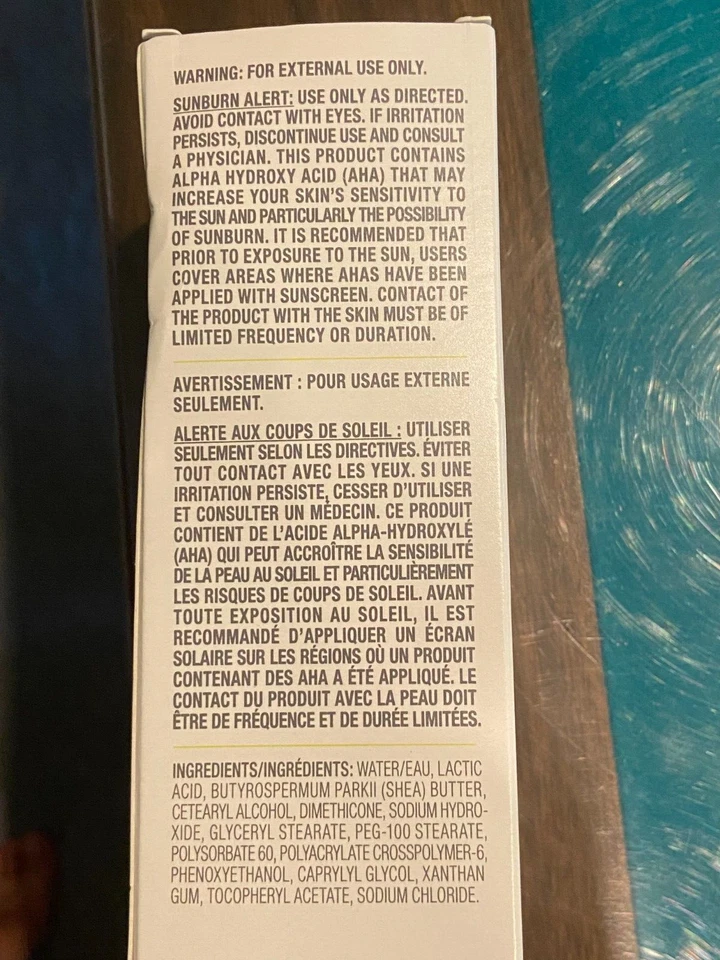 WARNING: FOR EXTERNAL USE ONLY.
SUNBURN ALERT: USE ONLY AS DIRECTED.
AVOID CONTACT WITH EYES. IF IRRITATION
PERSISTS, DISCONTINUE USE AND CONSULT
A PHYSICIAN. THIS PRODUCT CONTAINS
ALPHA HYDROXY ACID (AHA) THAT MAY
INCREASE YOUR SKIN'S SENSITIVITY TO
THE SUN AND PARTICULARLY THE POSSIBILITY
OF SUNBURN. IT IS RECOMMENDED THAT
PRIOR TO EXPOSURE TO THE SUN, USERS
COVER AREAS WHERE AHAS HAVE BEEN
APPLIED WITH SUNSCREEN. CONTACT OF
THE PRODUCT WITH THE SKIN MUST BE OF
LIMITED FREQUENCY OR DURATION.
AVERTISSEMENT : POUR USAGE EXTERNE
SEULEMENT.
ALERTE AUX COUPS DE SOLEIL : UTILISER
SEULEMENT SELON LES DIRECTIVES. ÉVITER
TOUT CONTACT AVEC LES YEUX. SI UNE
IRRITATION PERSISTE, CESSER D'UTILISER
ET CONSULTER UN MÉDECIN. CE PRODUIT
CONTIENT DE L'ACIDE ALPHA-HYDROXYLÉ
(AHA) QUI PEUT ACCROÎTRE LA SENSIBILITÉ
DE LA PEAU AU SOLEIL ET PARTICULIÈREMENT
LES RISQUES DE COUPS DE SOLEIL. AVANT
TOUTE EXPOSITION AU SOLEIL, IL EST
RECOMMANDÉ D'APPLIQUER UN ÉCRAN
SOLAIRE SUR LES RÉGIONS OÙ UN PRODUIT
CONTENANT DES AHA A ÉTÉ APPLIQUÉ. LE
CONTACT DU PRODUIT AVEC LA PEAU DOIT
ÊTRE DE FRÉQUENCE ET DE DURÉE LIMITÉES.
INGREDIENTS/INGRÉDIENTS: WATER/EAU, LACTIC
ACID, BUTYROSPERMUM PARKII (SHEA) BUTTER,
CETEARYL ALCOHOL, DIMETHICONE, SODIUM HYDRO-
XIDE, GLYCERYL STEARATE, PEG-100 STEARATE,
POLYSORBATE 60, POLYACRYLATE CROSSPOLYMER-6,
PHENOXYETHANOL, CAPRYLYL GLYCOL, XANTHAN
GUM, TOCOPHERYL ACETATE, SODIUM CHLORIDE.